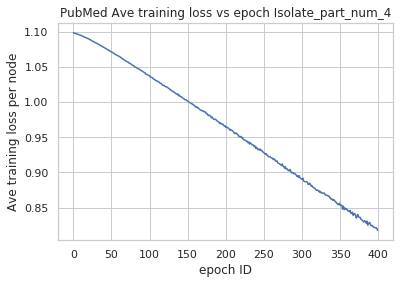 PubMed Ave training loss vs epoch Isolate_part_num_4
Ave training loss per node
1.10
1.05
1.00
0.95
0.90
0.85
0 50 100 150 200 250 300 350 400
epoch ID